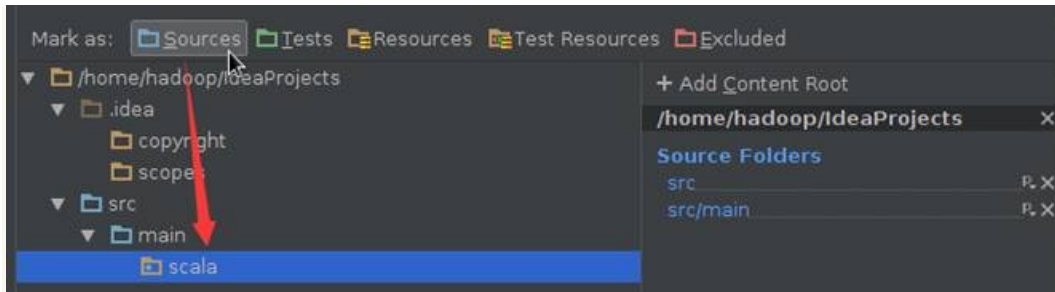 Mark as: Sources Tests Resources Test Resources Excluded
/home/hadoop/IdeaProjects
.idea
copyright
scopes
src
main
scala
+ Add Content Root
/home/hadoop/IdeaProjects
Source Folders
src
src/main